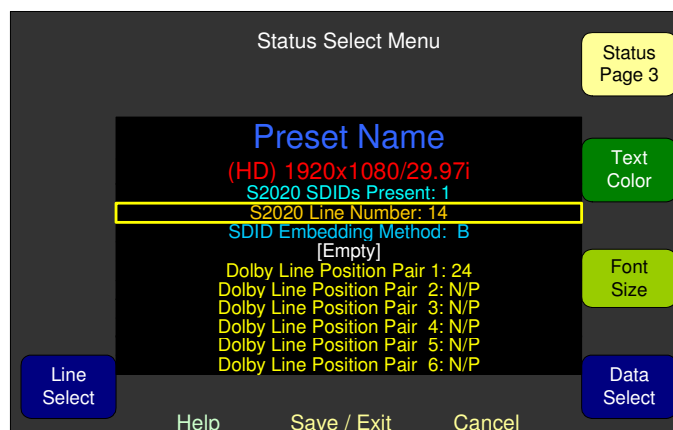 Status Select Menu
Status
Page 3
Preset Name
(HD) 1920x1080/29.97i
S2020 SDIDs Present: 1
S2020 Line Number: 14
SDID Embedding Method: B
[Empty]
Dolby Line Position Pair 1: 24
Dolby Line Position Pair 2: N/P
Dolby Line Position Pair 3: N/P
Dolby Line Position Pair 4: N/P
Dolby Line Position Pair 5: N/P
Dolby Line Position Pair 6: N/P
Text
Color
Font
Size
Line
Select
Data
Select
Help Save / Exit Cancel